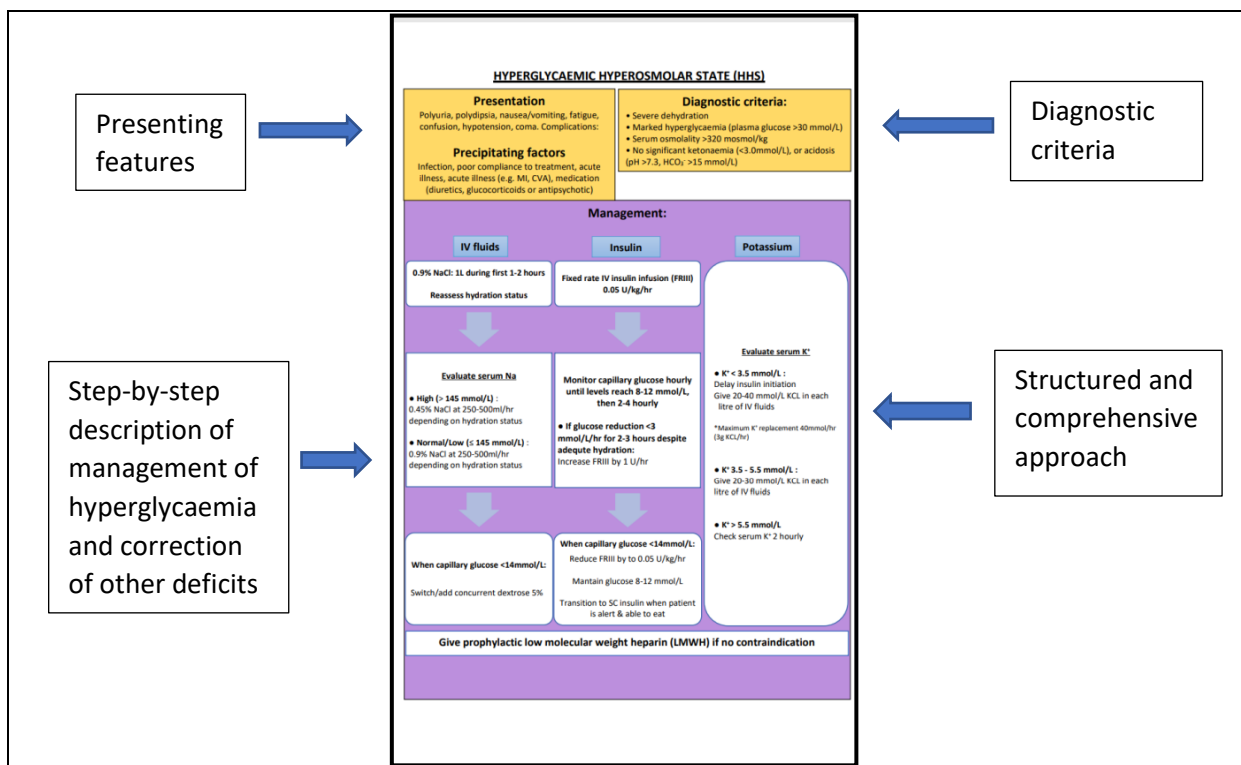 Presenting
features
Step-by-step
description of
management of
hyperglycaemia
and correction
of other deficits
HYPERGLYCAEMIC HYPEROSMOLAR STATE (HHS)
Presentation
Polyuria, polydipsia, nausea/vomiting, fatigue,
confusion, hypotension, coma. Complications:
Precipitating factors
Infection, poor compliance to treatment, acute
illness, acute illness (e.g. MI, CVA), medication
(diuretics, glucocorticoids or antipsychotic)
Diagnostic criteria:
• Severe dehydration
• Marked hyperglycaemia (plasma glucose >30 mmol/L)
• Serum osmolality >320 mosmol/kg
• No significant ketonaemia (<3.0mmol/L), or acidosis
(pH >7.3, HCO₃⁻ >15 mmol/L)
Management:
IV fluids
0.9% NaCl: 1L during first 1-2 hours
Reassess hydration status
Evaluate serum Na
● High (> 145 mmol/L) :
0.45% NaCl at 250-500ml/hr
depending on hydration status
● Normal/Low (≤ 145 mmol/L) :
0.9% NaCl at 250-500ml/hr
depending on hydration status
When capillary glucose <14mmol/L:
Switch/add concurrent dextrose 5%
Insulin
Fixed rate IV insulin infusion (FRIII)
0.05 U/kg/hr
Monitor capillary glucose hourly
until levels reach 8-12 mmol/L,
then 2-4 hourly
● If glucose reduction <3
mmol/L/hr for 2-3 hours despite
adequte hydration:
Increase FRIII by 1 U/hr
When capillary glucose <14mmol/L:
Reduce FRIII by to 0.05 U/kg/hr
Mantain glucose 8-12 mmol/L
Transition to SC insulin when patient
is alert & able to eat
Potassium
Evaluate serum K⁺
● K⁺ < 3.5 mmol/L :
Delay insulin initiation
Give 20-40 mmol/L KCL in each
litre of IV fluids
*Maximum K⁺ replacement 40mmol/hr
(3g KCL/hr)
● K⁺ 3.5 - 5.5 mmol/L :
Give 20-30 mmol/L KCL in each
litre of IV fluids
● K⁺ > 5.5 mmol/L
Check serum K⁺ 2 hourly
Give prophylactic low molecular weight heparin (LMWH) if no contraindication
Diagnostic
criteria
Structured and
comprehensive
approach